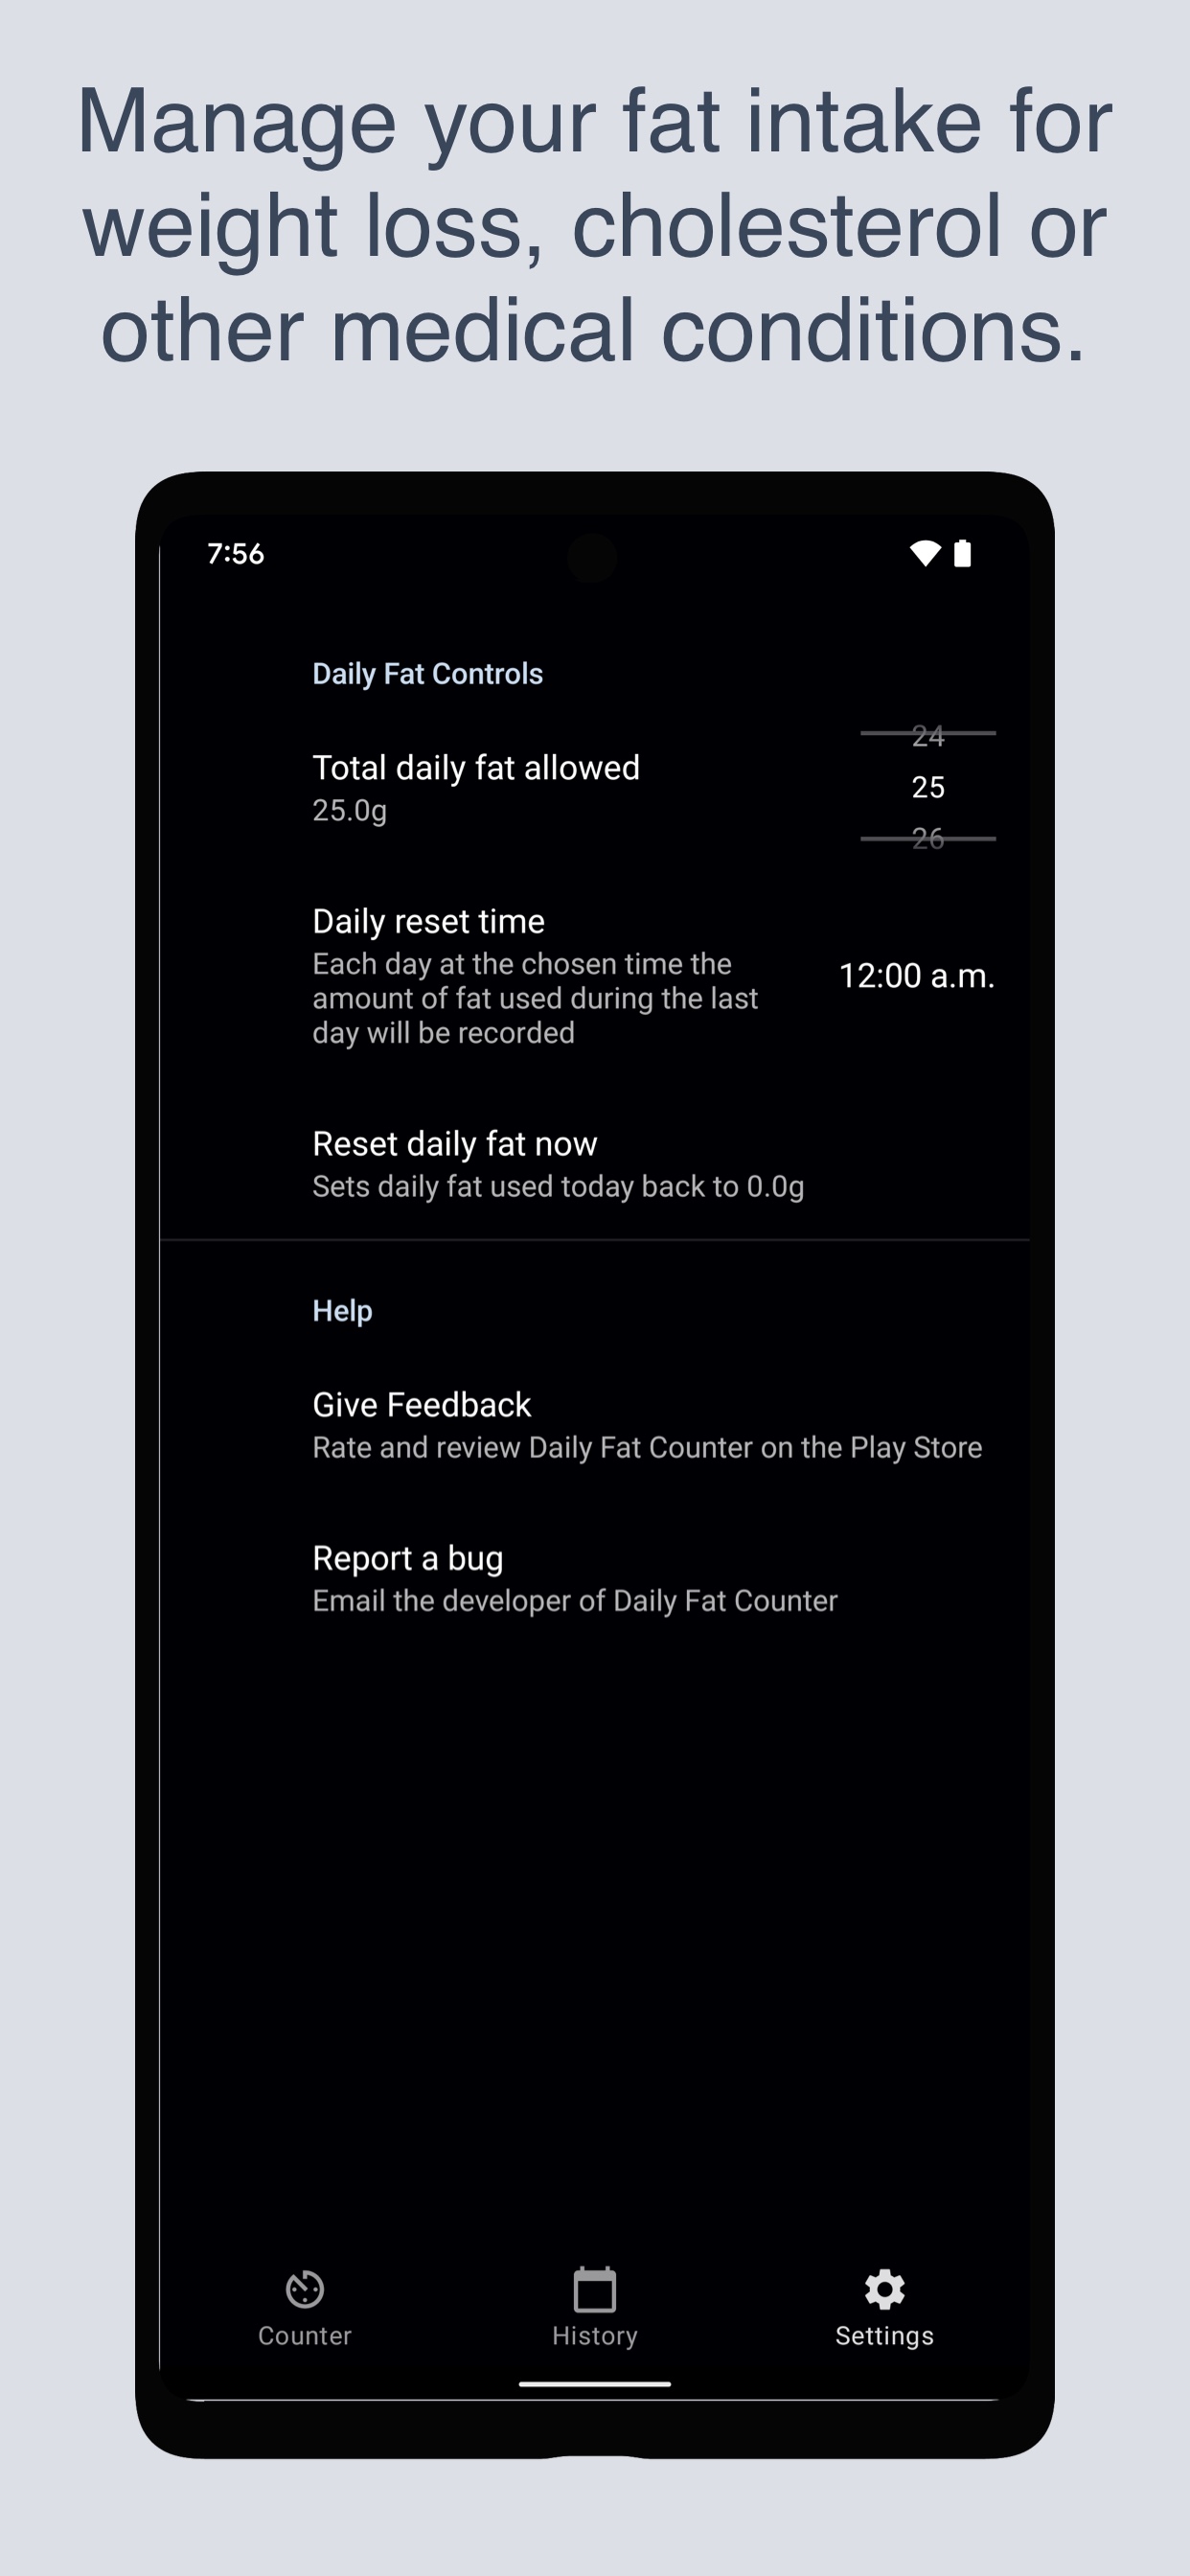 Manage your fat intake for
weight loss, cholesterol or
other medical conditions.
7:56
Daily Fat Controls
24
Total daily fat allowed
25
25.0g
26
Daily reset time
Each day at the chosen time the
12:00 a.m.
amount of fat used during the last
day will be recorded
Reset daily fat now
Sets daily fat used today back to 0.0g
Help
Give Feedback
Rate and review Daily Fat Counter on the Play Store
Report a bug
Email the developer of Daily Fat Counter
Counter
History
Settings